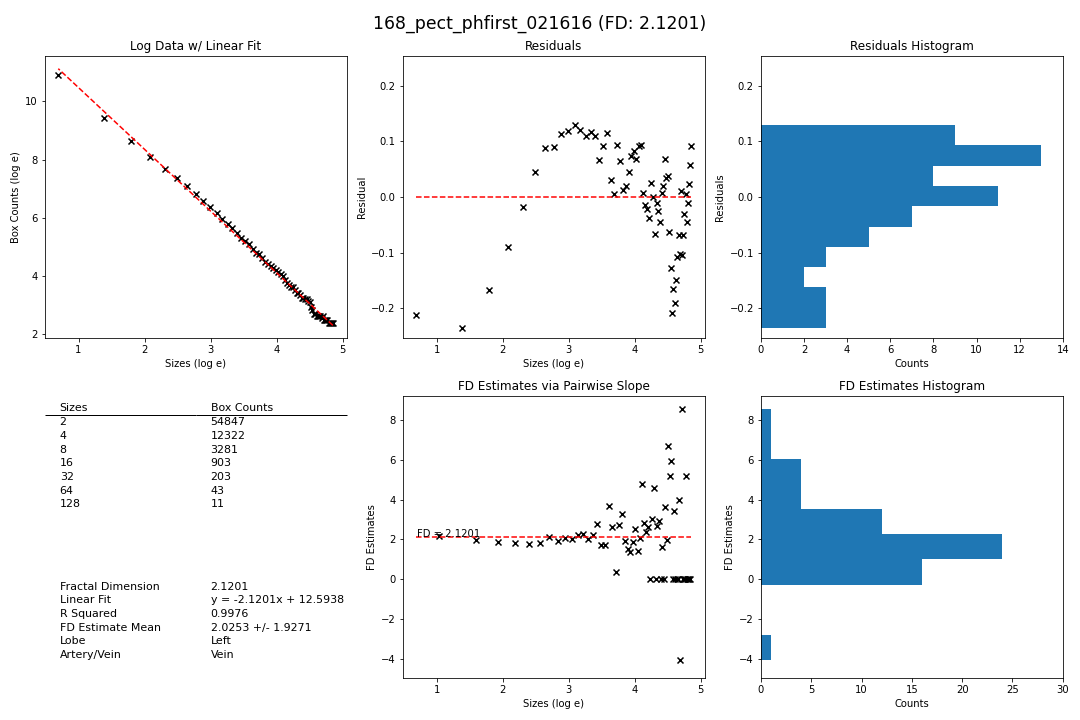 168_pect_phfirst_021616 (FD: 2.1201)
Log Data w/ Linear Fit
Box Counts (log e)
10
8
6
4
2
1 2 3 4 5
Sizes (log e)
Residuals
Residual
0.2
0.1
0.0
−0.1
−0.2
1 2 3 4 5
Sizes (log e)
Residuals Histogram
Residuals
0.2
0.1
0.0
−0.1
−0.2
0 2 4 6 8 10 12 14
Counts
Sizes Box Counts
2 54847
4 12322
8 3281
16 903
32 203
64 43
128 11
Fractal Dimension 2.1201
Linear Fit y = -2.1201x + 12.5938
R Squared 0.9976
FD Estimate Mean 2.0253 +/- 1.9271
Lobe Left
Artery/Vein Vein
FD Estimates via Pairwise Slope
FD Estimates
8
6
4
2
0
−2
−4
FD = 2.1201
1 2 3 4 5
Sizes (log e)
FD Estimates Histogram
FD Estimates
8
6
4
2
0
−2
−4
0 5 10 15 20 25 30
Counts